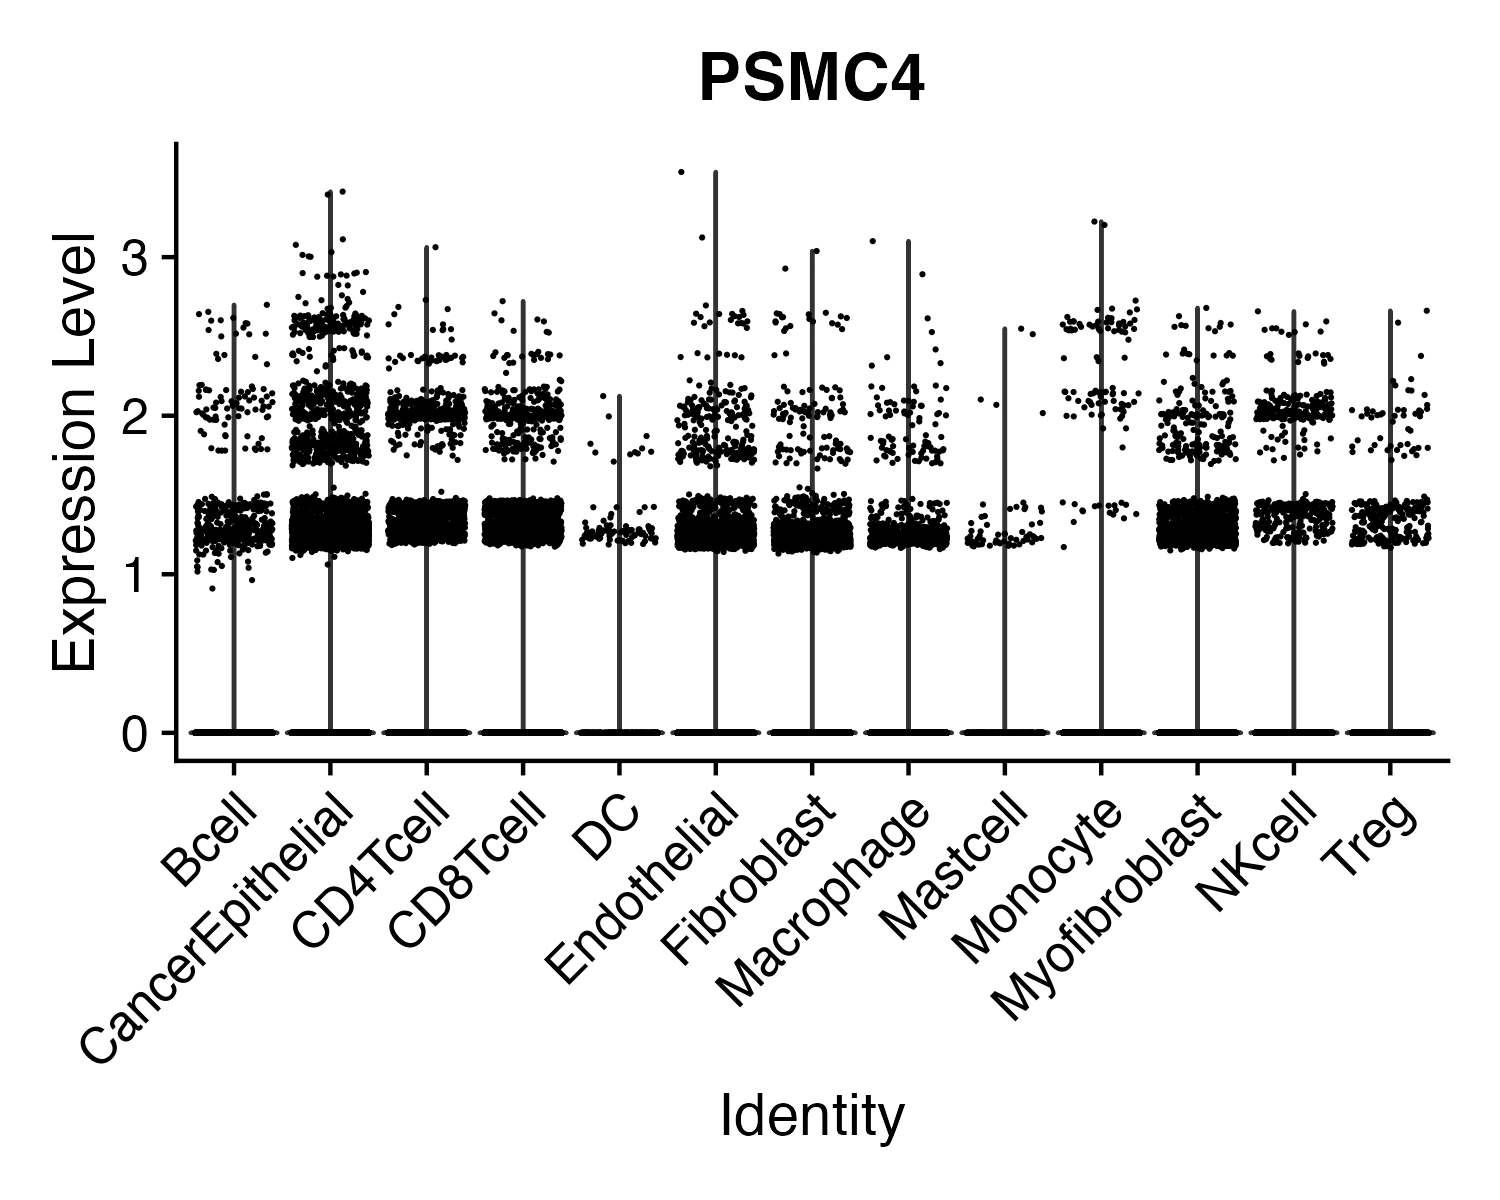 PSMC4
Expression Level
3
2
1
0
Bcell
CancerEpithelial
CD4Tcell
CD8Tcell
DC
Endothelial
Fibroblast
Macrophage
Mastcell
Monocyte
Myofibroblast
NKcell
Treg
Identity